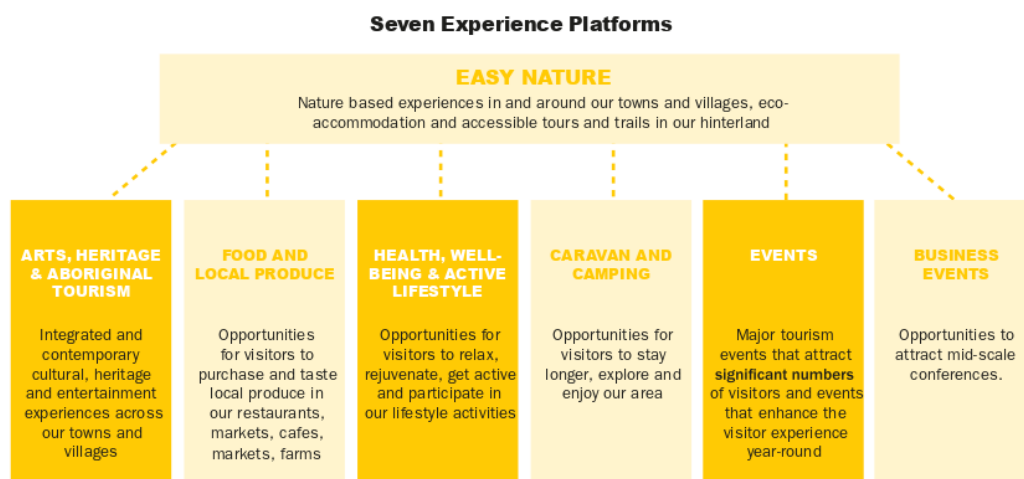 Seven Experience Platforms
EASY NATURE
Nature based experiences in and around our towns and villages, eco-
accommodation and accessible tours and trails in our hinterland
ARTS, HERITAGE
& ABORIGINAL
TOURISM
Integrated and
contemporary
cultural, heritage
and entertainment
experiences across
our towns and
villages
FOOD AND
LOCAL PRODUCE
Opportunities
for visitors to
purchase and taste
local produce in
our restaurants,
markets, cafes,
markets, farms
HEALTH, WELL-
BEING & ACTIVE
LIFESTYLE
Opportunities for
visitors to relax,
rejuvenate, get active
and participate in
our lifestyle activities
CARAVAN AND
CAMPING
Opportunities for
visitors to stay
longer, explore and
enjoy our area
EVENTS
Major tourism
events that attract
significant numbers
of visitors and events
that enhance the
visitor experience
year-round
BUSINESS
EVENTS
Opportunities to
attract mid-scale
conferences.